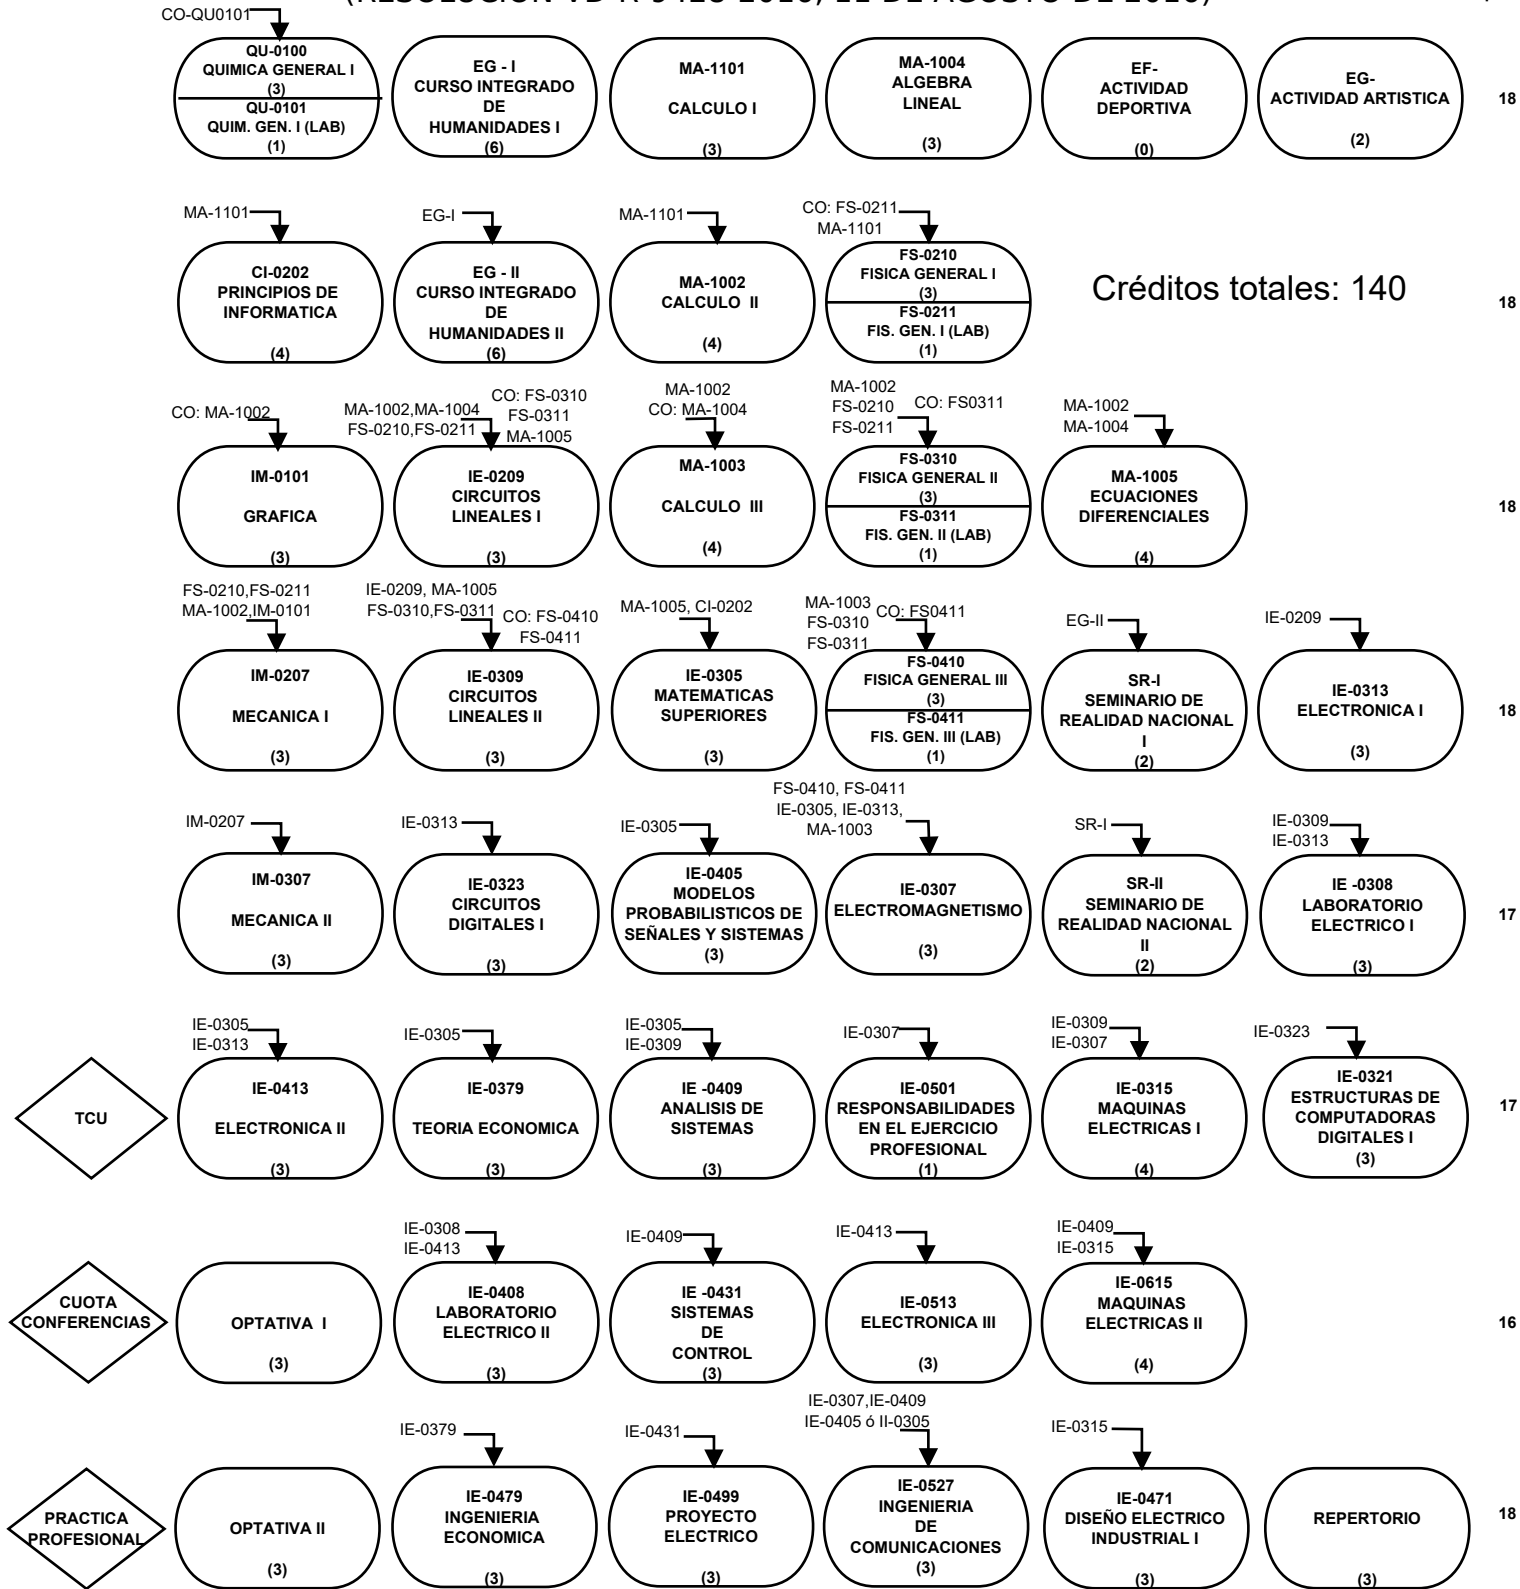 (RESOLUCION VD-R-9428-2016, 11 DE AGOSTO DE 2016)
CO-QU0101
QU-0100
QUIMICA GENERAL I
(3)
QU-0101
QUIM. GEN. I (LAB)
(1)
EG - I
CURSO INTEGRADO
DE
HUMANIDADES I
(6)
MA-1101
CALCULO I
(3)
MA-1004
ALGEBRA
LINEAL
(3)
EF-
ACTIVIDAD
DEPORTIVA
(0)
EG-
ACTIVIDAD ARTISTICA
(2)
18
MA-1101
CI-0202
PRINCIPIOS DE
INFORMATICA
(4)
EG-I
EG - II
CURSO INTEGRADO
DE
HUMANIDADES II
(6)
MA-1101
MA-1002
CALCULO II
(4)
CO: FS-0211
MA-1101
FS-0210
FISICA GENERAL I
(3)
FS-0211
FIS. GEN. I (LAB)
(1)
Créditos totales: 140
18
CO: MA-1002
IM-0101
GRAFICA
(3)
MA-1002,MA-1004
FS-0210,FS-0211
CO: FS-0310
FS-0311
MA-1005
IE-0209
CIRCUITOS
LINEALES I
(3)
MA-1002
CO: MA-1004
MA-1003
CALCULO III
(4)
MA-1002
FS-0210
FS-0211
CO: FS0311
FS-0310
FISICA GENERAL II
(3)
FS-0311
FIS. GEN. II (LAB)
(1)
MA-1002
MA-1004
MA-1005
ECUACIONES
DIFERENCIALES
(4)
18
FS-0210,FS-0211
MA-1002,IM-0101
IM-0207
MECANICA I
(3)
IE-0209, MA-1005
FS-0310,FS-0311
CO: FS-0410
FS-0411
IE-0309
CIRCUITOS
LINEALES II
(3)
MA-1005, CI-0202
IE-0305
MATEMATICAS
SUPERIORES
(3)
MA-1003
FS-0310
FS-0311
CO: FS0411
FS-0410
FISICA GENERAL III
(3)
FS-0411
FIS. GEN. III (LAB)
(1)
EG-II
SR-I
SEMINARIO DE
REALIDAD NACIONAL
I
(2)
IE-0209
IE-0313
ELECTRONICA I
(3)
18
IM-0207
IM-0307
MECANICA II
(3)
IE-0313
IE-0323
CIRCUITOS
DIGITALES I
(3)
IE-0305
IE-0405
MODELOS
PROBABILISTICOS DE
SEÑALES Y SISTEMAS
(3)
FS-0410, FS-0411
IE-0305, IE-0313,
MA-1003
IE-0307
ELECTROMAGNETISMO
(3)
SR-I
SR-II
SEMINARIO DE
REALIDAD NACIONAL
II
(2)
IE-0309
IE-0313
IE -0308
LABORATORIO
ELECTRICO I
(3)
17
TCU
IE-0305
IE-0313
IE-0413
ELECTRONICA II
(3)
IE-0305
IE-0379
TEORIA ECONOMICA
(3)
IE-0305
IE-0309
IE -0409
ANALISIS DE
SISTEMAS
(3)
IE-0307
IE-0501
RESPONSABILIDADES
EN EL EJERCICIO
PROFESIONAL
(1)
IE-0309
IE-0307
IE-0315
MAQUINAS
ELECTRICAS I
(4)
IE-0323
IE-0321
ESTRUCTURAS DE
COMPUTADORAS
DIGITALES I
(3)
17
CUOTA
CONFERENCIAS
OPTATIVA I
(3)
IE-0308
IE-0413
IE-0408
LABORATORIO
ELECTRICO II
(3)
IE-0409
IE -0431
SISTEMAS
DE
CONTROL
(3)
IE-0413
IE-0513
ELECTRONICA III
(3)
IE-0409
IE-0315
IE-0615
MAQUINAS
ELECTRICAS II
(4)
16
PRACTICA
PROFESIONAL
OPTATIVA II
(3)
IE-0379
IE-0479
INGENIERIA
ECONOMICA
(3)
IE-0431
IE-0499
PROYECTO
ELECTRICO
(3)
IE-0307,IE-0409
IE-0405 ó II-0305
IE-0527
INGENIERIA
DE
COMUNICACIONES
(3)
IE-0315
IE-0471
DISEÑO ELECTRICO
INDUSTRIAL I
(3)
REPERTORIO
(3)
18